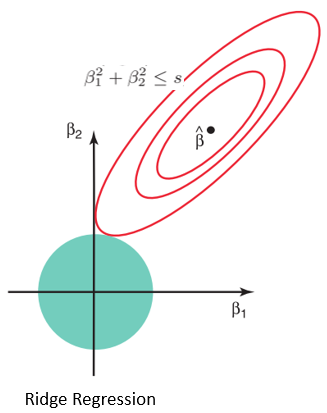 β₁² + β₂² ≤ s
β₂
β̂
β₁
Ridge Regression